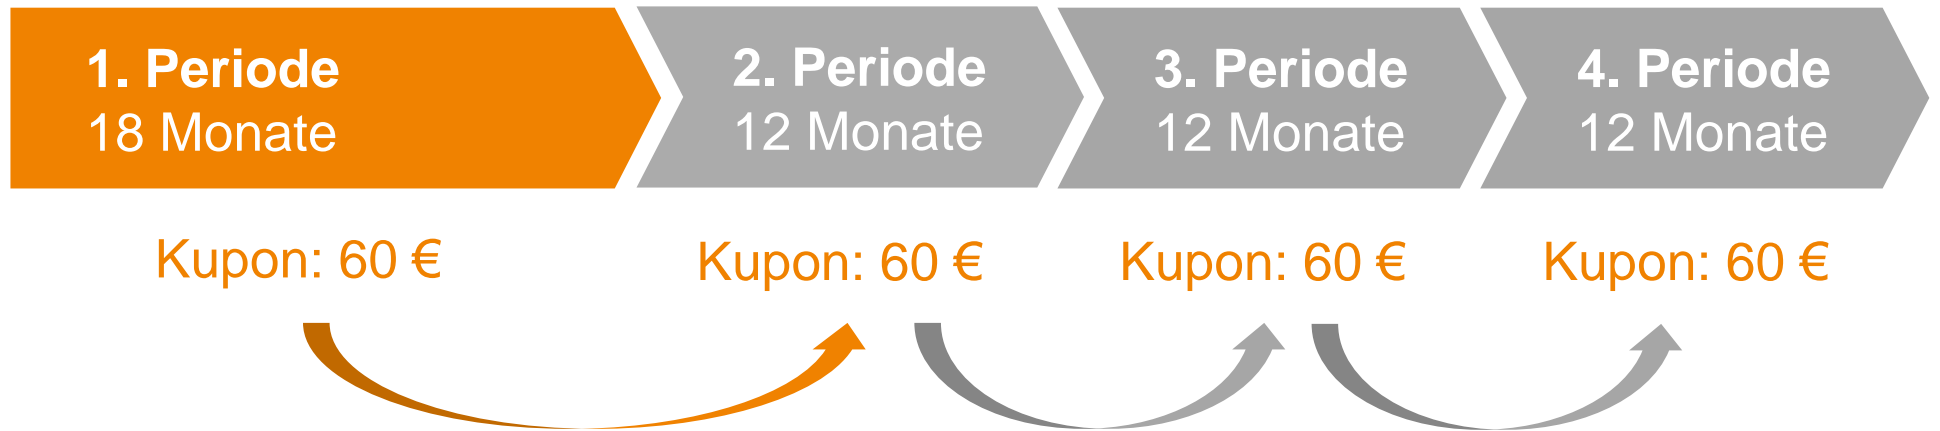 1. Periode
18 Monate
2. Periode
12 Monate
3. Periode
12 Monate
4. Periode
12 Monate
Kupon: 60 €
Kupon: 60 €
Kupon: 60 €
Kupon: 60 €